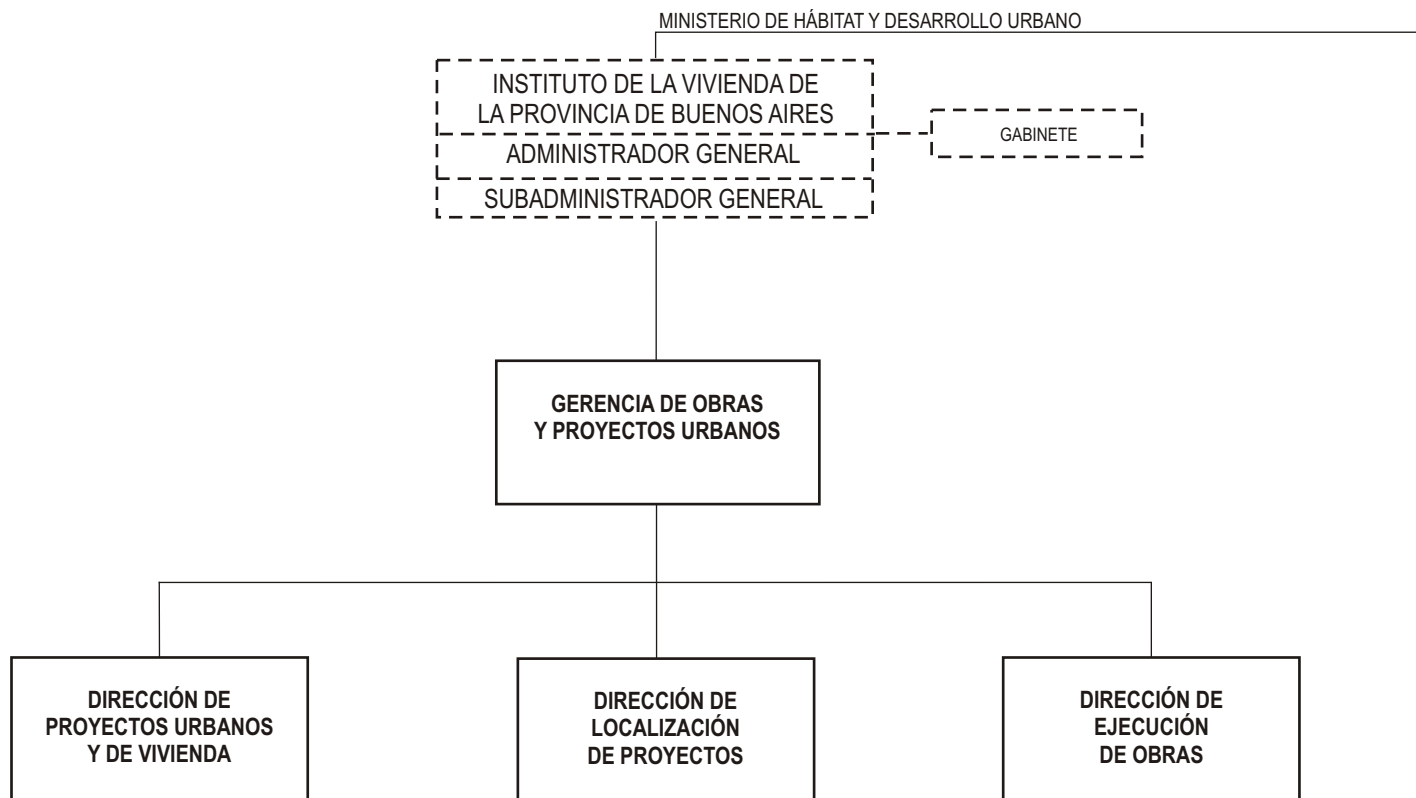 MINISTERIO DE HÁBITAT Y DESARROLLO URBANO
INSTITUTO DE LA VIVIENDA DE
LA PROVINCIA DE BUENOS AIRES
ADMINISTRADOR GENERAL
SUBADMINISTRADOR GENERAL
GABINETE
GERENCIA DE OBRAS
Y PROYECTOS URBANOS
DIRECCIÓN DE
PROYECTOS URBANOS
Y DE VIVIENDA
DIRECCIÓN DE
LOCALIZACIÓN
DE PROYECTOS
DIRECCIÓN DE
EJECUCIÓN
DE OBRAS